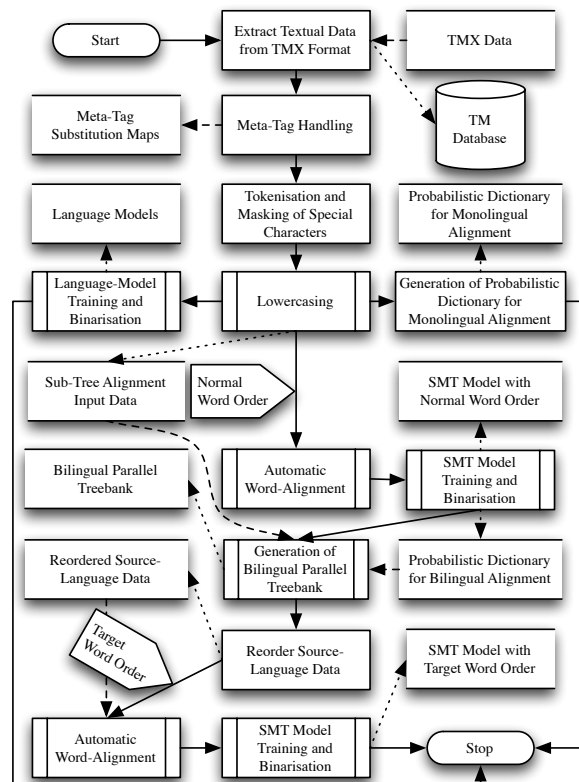 Start
Extract Textual Data
from TMX Format
TMX Data
Meta-Tag
Substitution Maps
Meta-Tag Handling
TM
Database
Language Models
Tokenisation and
Masking of Special
Characters
Probabilistic Dictionary
for Monolingual
Alignment
Language-Model
Training and
Binarisation
Lowercasing
Generation of Probabilistic
Dictionary for
Monolingual Alignment
Sub-Tree Alignment
Input Data
Normal
Word Order
SMT Model with
Normal Word Order
Bilingual Parallel
Treebank
Automatic
Word-Alignment
SMT Model
Training and
Binarisation
Reordered Source-
Language Data
Generation of
Bilingual Parallel
Treebank
Probabilistic Dictionary
for Bilingual Alignment
Target
Word Order
Reorder Source-
Language Data
SMT Model with
Target Word Order
Automatic
Word-Alignment
SMT Model
Training and
Binarisation
Stop